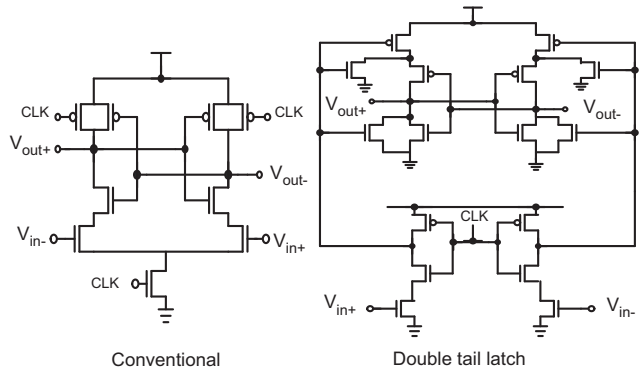 CLK
CLK
Vout+
Vout-
Vin-
Vin+
CLK
Conventional
Vout+
Vout-
CLK
Vin+
Vin-
Double tail latch